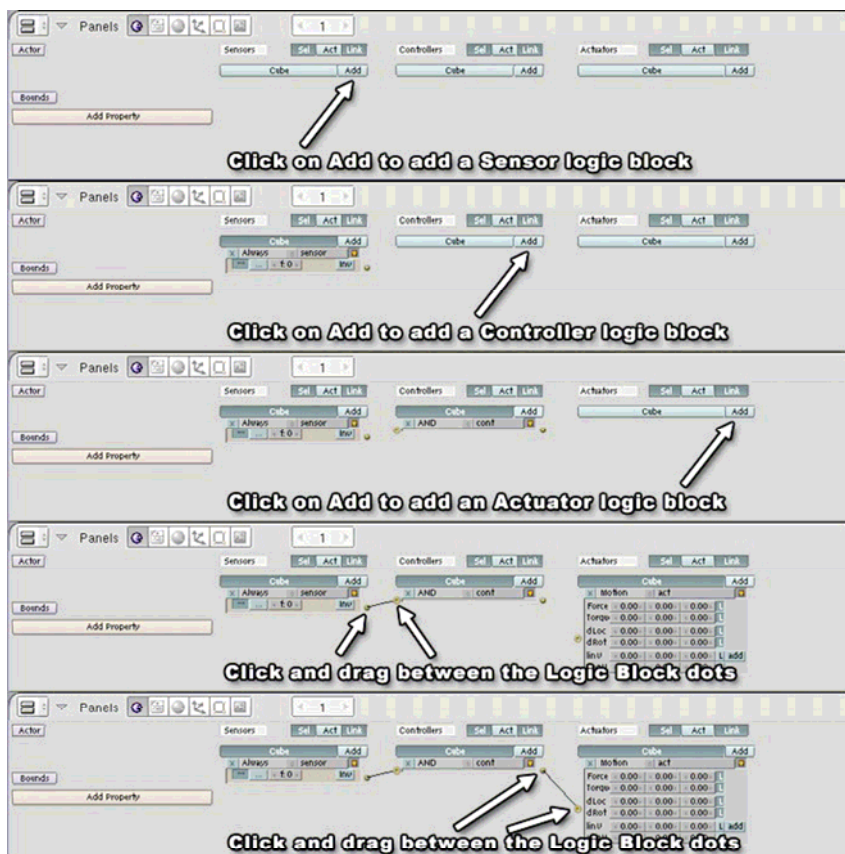 Panels 1
Actor Sensors Sel Act Link Controllers Sel Act Link Actuators Sel Act Link
Cube Add Cube Add Cube Add
Bounds
Add Property
Click on Add to add a Sensor logic block
Panels 1
Actor Sensors Sel Act Link Controllers Sel Act Link Actuators Sel Act Link
Cube Add Cube Add Cube Add
X Always sensor
Bounds ... f:0 Inv
Add Property
Click on Add to add a Controller logic block
Panels 1
Actor Sensors Sel Act Link Controllers Sel Act Link Actuators Sel Act Link
Cube Add Cube Add Cube Add
X Always sensor X AND cont
Bounds ... f:0 Inv
Add Property
Click on Add to add an Actuator logic block
Panels 1
Actor Sensors Sel Act Link Controllers Sel Act Link Actuators Sel Act Link
Cube Add Cube Add Cube Add
X Always sensor X AND cont X Motion act
Bounds ... f:0 Inv Force 0.00 0.00 0.00 L
Torque 0.00 0.00 0.00 L
Add Property dLoc 0.00 0.00 0.00 L
dRot 0.00 0.00 0.00 L
linV 0.00 0.00 0.00 L add
Click and drag between the Logic Block dots
Panels 1
Actor Sensors Sel Act Link Controllers Sel Act Link Actuators Sel Act Link
Cube Add Cube Add Cube Add
X Always sensor X AND cont X Motion act
Bounds ... f:0 Inv Force 0.00 0.00 0.00 L
Torque 0.00 0.00 0.00 L
Add Property dLoc 0.00 0.00 0.00 L
dRot 0.00 0.00 0.00 L
linV 0.00 0.00 0.00 L add
Click and drag between the Logic Block dots